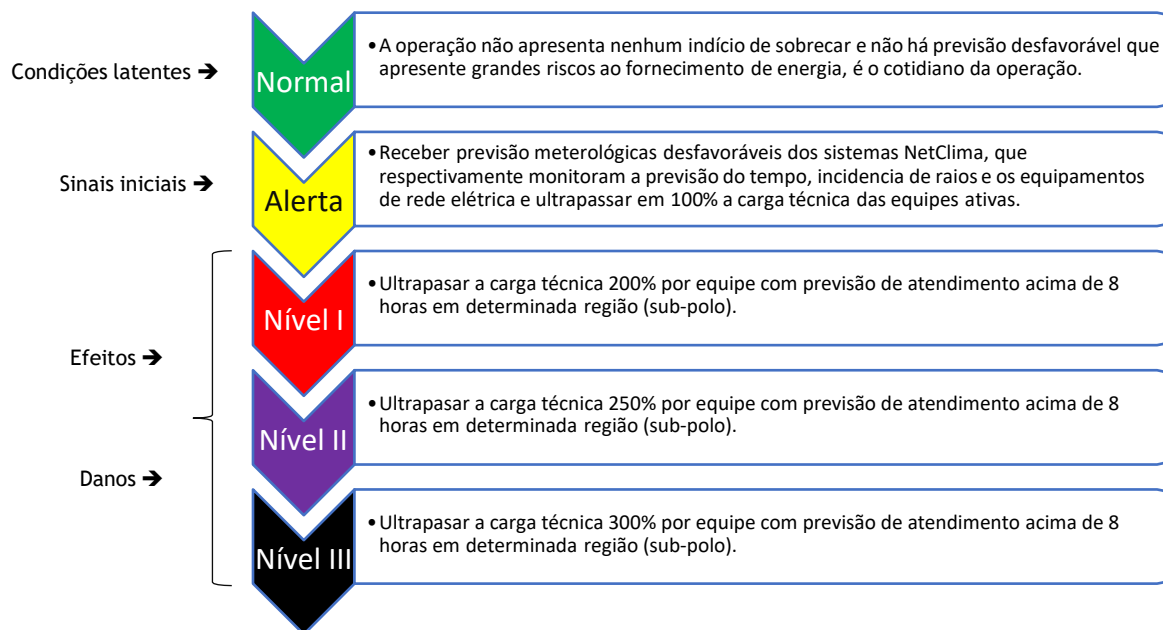 Condições latentes ➔
Normal
•A operação não apresenta nenhum indício de sobrecar e não há previsão desfavorável que
apresente grandes riscos ao fornecimento de energia, é o cotidiano da operação.
Sinais iniciais ➔
Alerta
•Receber previsão meterológicas desfavoráveis dos sistemas NetClima, que
respectivamente monitoram a previsão do tempo, incidencia de raios e os equipamentos
de rede elétrica e ultrapassar em 100% a carga técnica das equipes ativas.
Efeitos ➔
Nível I
•Ultrapasar a carga técnica 200% por equipe com previsão de atendimento acima de 8
horas em determinada região (sub-polo).
Nível II
•Ultrapasar a carga técnica 250% por equipe com previsão de atendimento acima de 8
horas em determinada região (sub-polo).
Danos ➔
Nível III
•Ultrapasar a carga técnica 300% por equipe com previsão de atendimento acima de 8
horas em determinada região (sub-polo).